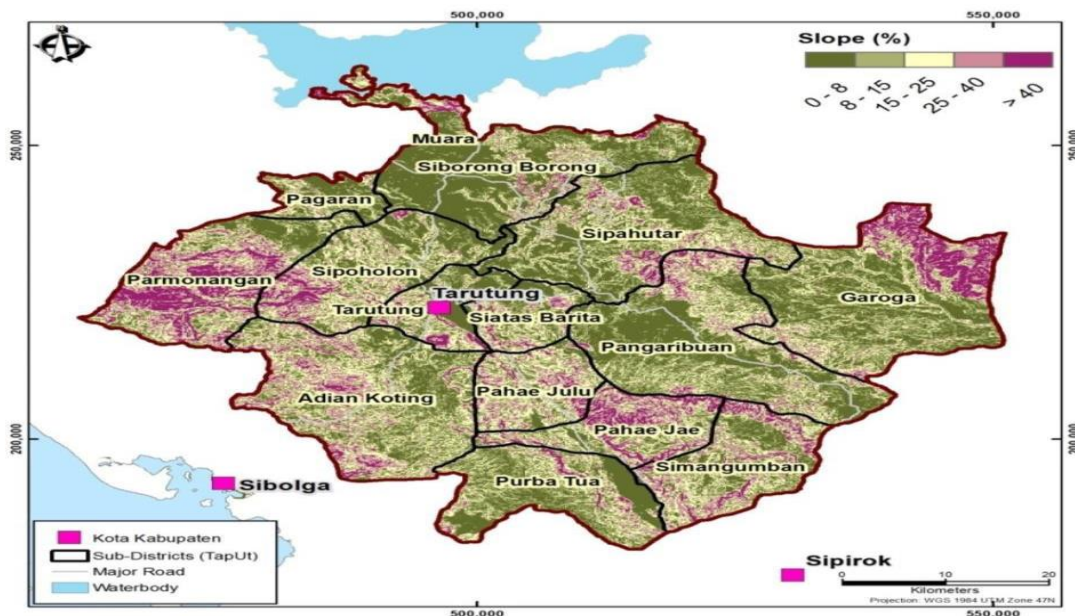 500,000
550,000
Slope (%)
0 - 8
8 - 15
15 - 25
25 - 40
> 40
250,000
250,000
Muara
Siborong Borong
Pagaran
Sipahutar
Parmonangan
Sipoholon
Garoga
Tarutung
Tarutung
Siatas Barita
Pangaribuan
Adian Koting
Pahae Julu
Pahae Jae
200,000
200,000
Simangumban
Purba Tua
Sibolga
Kota Kabupaten
Sub-Districts (TapUt)
Major Road
Waterbody
Sipirok
0 10 20
Kilometers
Projection: WGS 1984 UTM Zone 47N
500,000
550,000